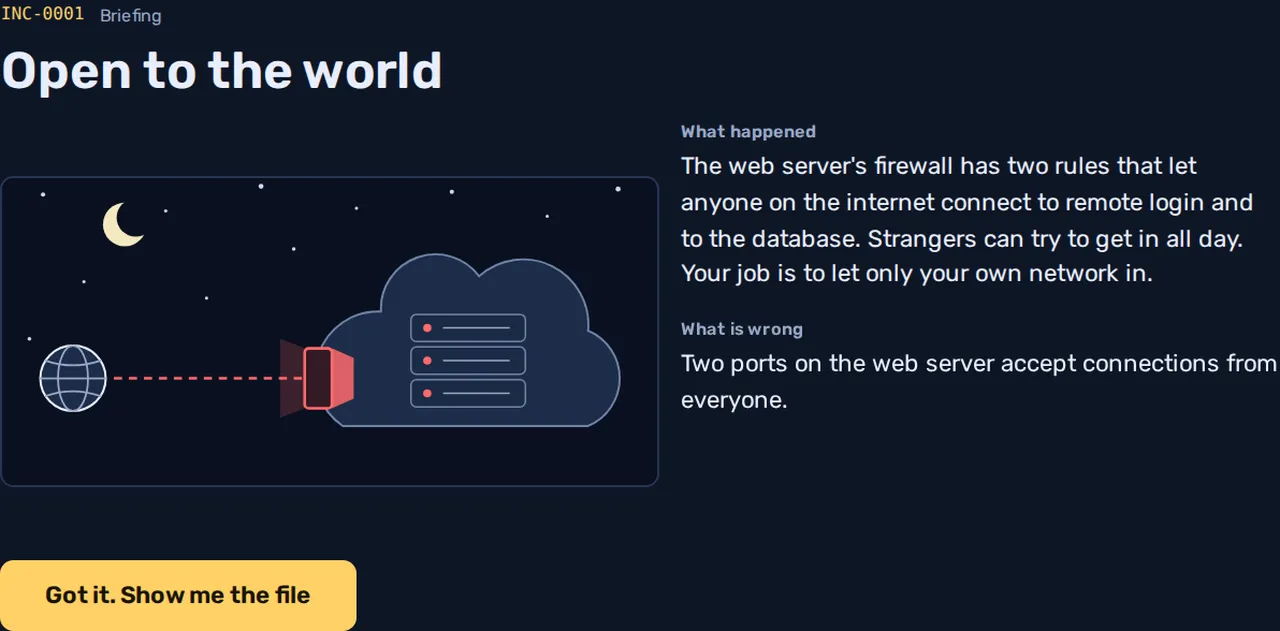 INC-0001 Briefing
Open to the world
What happened
The web server's firewall has two rules that let
anyone on the internet connect to remote login and
to the database. Strangers can try to get in all day.
Your job is to let only your own network in.
What is wrong
Two ports on the web server accept connections from
everyone.
Got it. Show me the file